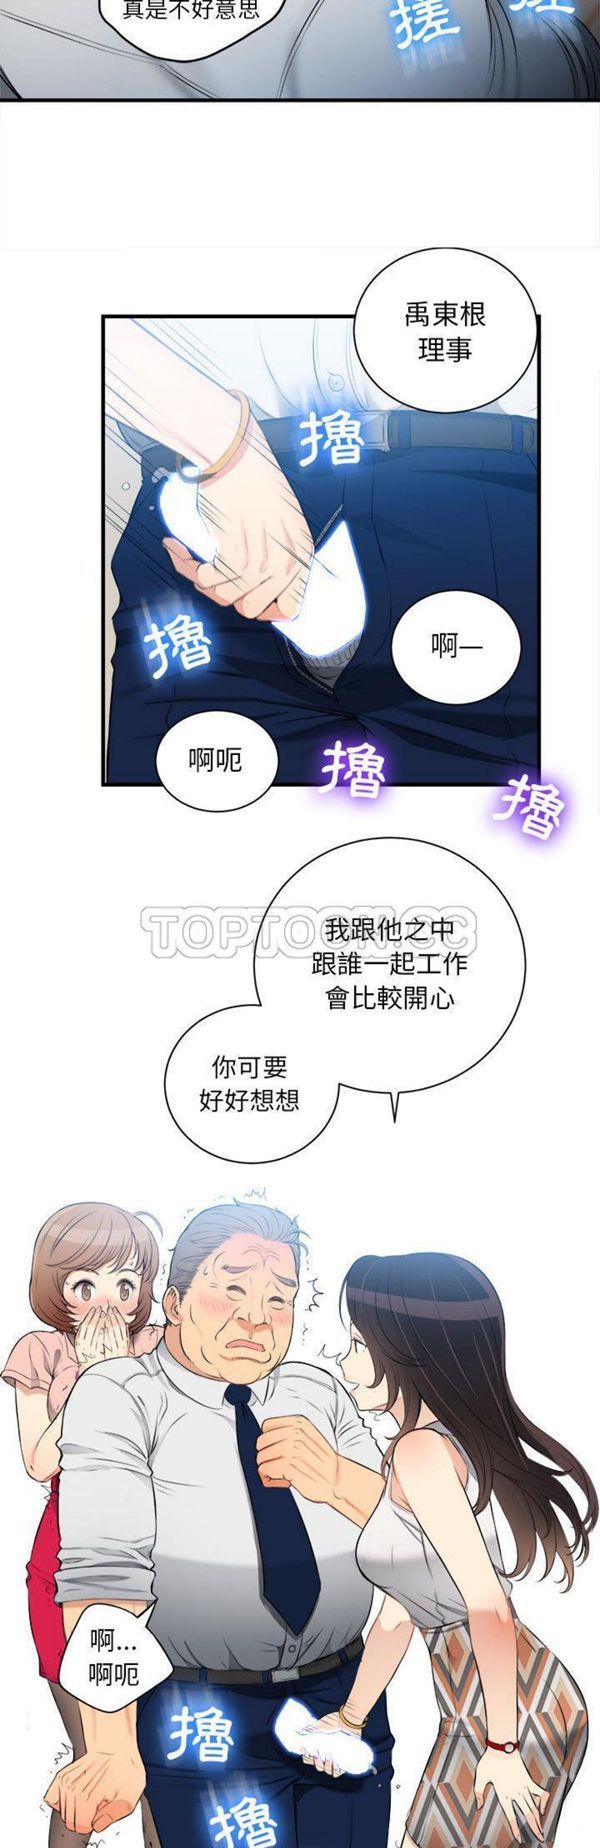 真是不好意思
搓
搓
禹東根
理事
擼
擼
啊—
啊呃
擼
擼
TOPTOON.CC
我跟他之中
跟誰一起工作
會比較開心
你可要
好好想想
啊…
啊呃
擼
擼